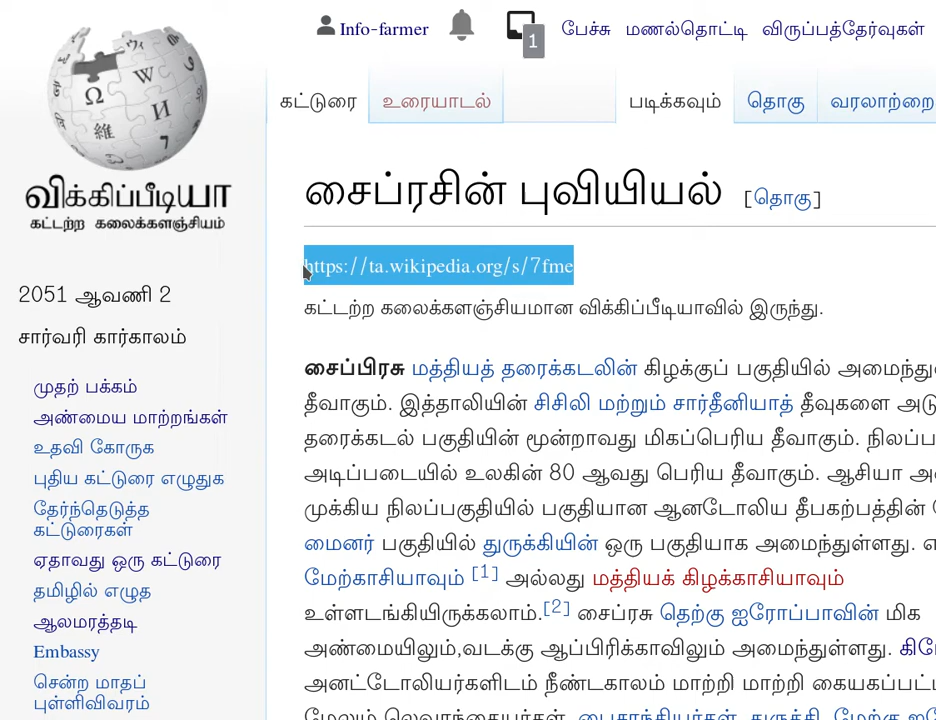 Info-farmer
1
பேச்சு மணல்தொட்டி விருப்பத்தேர்வுகள்
கட்டுரை உரையாடல் படிக்கவும் தொகு வரலாற்றை
விக்கிப்பீடியா
கட்டற்ற கலைக்களஞ்சியம்
சைப்ரசின் புவியியல் [தொகு]
https://ta.wikipedia.org/s/7fme
கட்டற்ற கலைக்களஞ்சியமான விக்கிப்பீடியாவில் இருந்து.
2051 ஆவணி 2
சார்வரி கார்காலம்
முதற் பக்கம்
அண்மைய மாற்றங்கள்
உதவி கோருக
புதிய கட்டுரை எழுதுக
தேர்ந்தெடுத்த
கட்டுரைகள்
ஏதாவது ஒரு கட்டுரை
தமிழில் எழுத
ஆலமரத்தடி
Embassy
சென்ற மாதப்
புள்ளிவிவரம்
சைப்பிரசு மத்தியத் தரைக்கடலின் கிழக்குப் பகுதியில்
தீவாகும். இத்தாலியின் சிசிலி மற்றும் சார்தீனியாத் தீவுகளை
தரைக்கடல் பகுதியின் மூன்றாவது மிகப்பெரிய தீவாகும்.
அடிப்படையில் உலகின் 80 ஆவது பெரிய தீவாகும். ஆசியா
முக்கிய நிலப்பகுதியில் பகுதியான ஆனடோலிய தீபகற்பத்தின்
மைனர் பகுதியில் துருக்கியின் ஒரு பகுதியாக அமைந்துள்ளது.
மேற்காசியாவும் [1] அல்லது மத்தியக் கிழக்காசியாவும்
உள்ளடங்கியிருக்கலாம்.[2] சைப்ரசு தெற்கு ஐரோப்பாவின் மிக
அண்மையிலும்,வடக்கு ஆப்பிரிக்காவிலும் அமைந்துள்ளது.
அனட்டோலியர்களிடம் நீண்டகாலம் மாற்றி மாற்றி